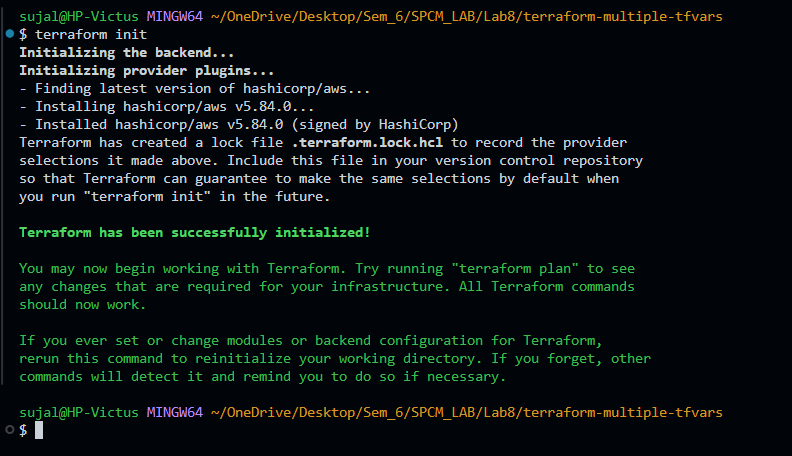 sujal@HP-Victus MINGW64 ~/OneDrive/Desktop/Sem_6/SPCM_LAB/Lab8/terraform-multiple-tfvars
$ terraform init
Initializing the backend...
Initializing provider plugins...
- Finding latest version of hashicorp/aws...
- Installing hashicorp/aws v5.84.0...
- Installed hashicorp/aws v5.84.0 (signed by HashiCorp)
Terraform has created a lock file .terraform.lock.hcl to record the provider
selections it made above. Include this file in your version control repository
so that Terraform can guarantee to make the same selections by default when
you run "terraform init" in the future.
Terraform has been successfully initialized!
You may now begin working with Terraform. Try running "terraform plan" to see
any changes that are required for your infrastructure. All Terraform commands
should now work.
If you ever set or change modules or backend configuration for Terraform,
rerun this command to reinitialize your working directory. If you forget, other
commands will detect it and remind you to do so if necessary.
sujal@HP-Victus MINGW64 ~/OneDrive/Desktop/Sem_6/SPCM_LAB/Lab8/terraform-multiple-tfvars
$